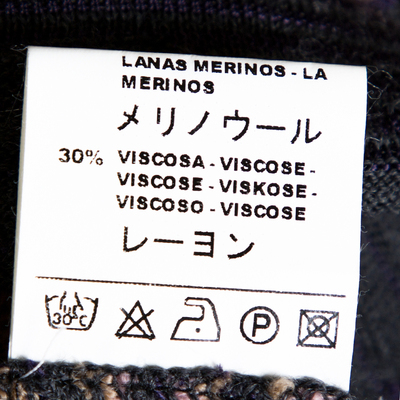 LANAS MERINOS - LA
MERINOS
メリノウール
30% VISCOSA - VISCOSE -
VISCOSE - VISKOSE -
VISCOSO - VISCOSE
レーヨン
30°C
P